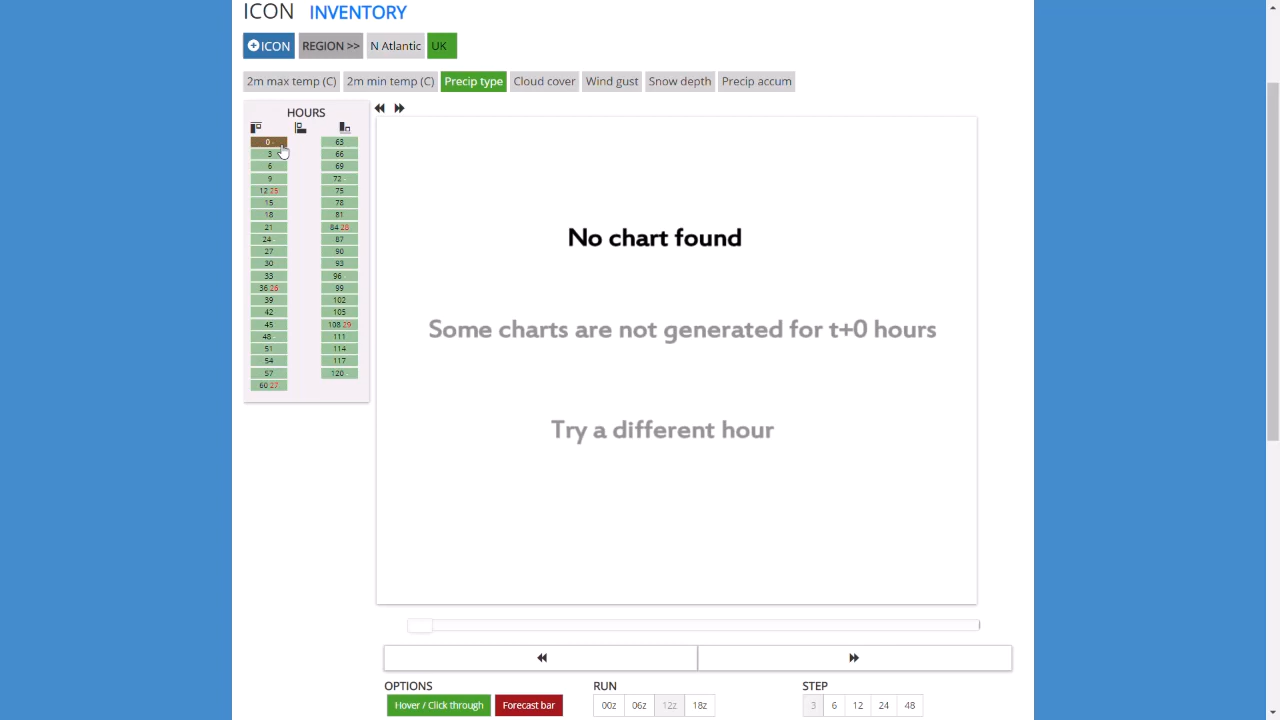 ICON INVENTORY
ICON REGION >> N Atlantic UK
2m max temp (C) 2m min temp (C) Precip type Cloud cover Wind gust Snow depth Precip accum
HOURS
0 63
3 66
6 69
9 72
12 25 75
15 78
18 81
21 84 28
24 87
27 90
30 93
33 96
36 26 99
39 102
42 105
45 108 29
48 111
51 114
54 117
57 120
60 27
No chart found
Some charts are not generated for t+0 hours
Try a different hour
OPTIONS RUN STEP
Hover / Click through Forecast bar 00z 06z 12z 18z 3 6 12 24 48